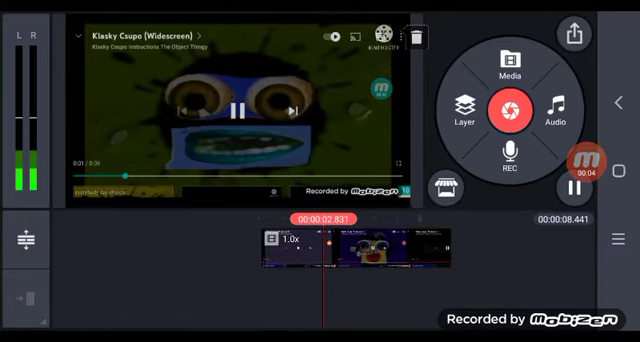 L R
Klasky Csupo (Widescreen)
Klasky Csupo Instructions The Object Thingy
KINEMASTER
Media
Layer
Audio
REC
0:01 / 0:06
Recorded by mobizen
10
00:04
00:00:02.831
00:00:08.441
1.0x
Recorded by mobizen